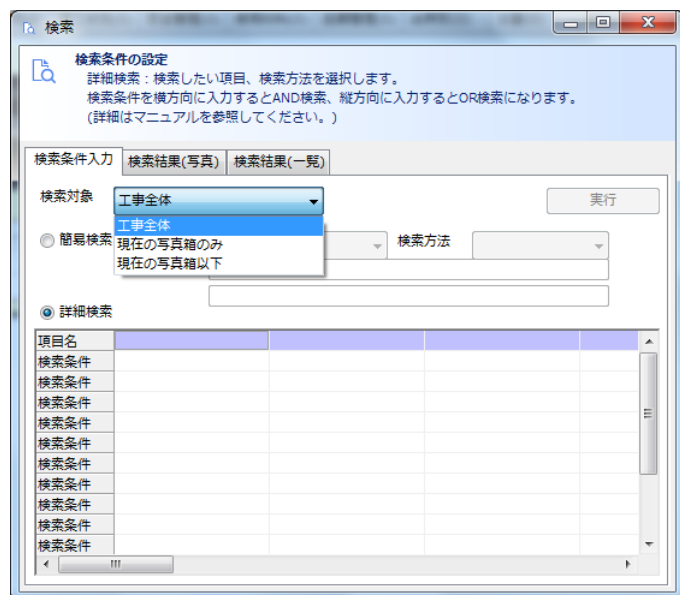 検索
検索条件の設定
詳細検索：検索したい項目、検索方法を選択します。
検索条件を横方向に入力するとAND検索、縦方向に入力するとOR検索になります。
(詳細はマニュアルを参照してください。)
検索条件入力 検索結果(写真) 検索結果(一覧)
検索対象 工事全体 実行
工事全体
簡易検索 現在の写真箱のみ 検索方法
現在の写真箱以下
詳細検索
項目名
検索条件
検索条件
検索条件
検索条件
検索条件
検索条件
検索条件
検索条件
検索条件
検索条件